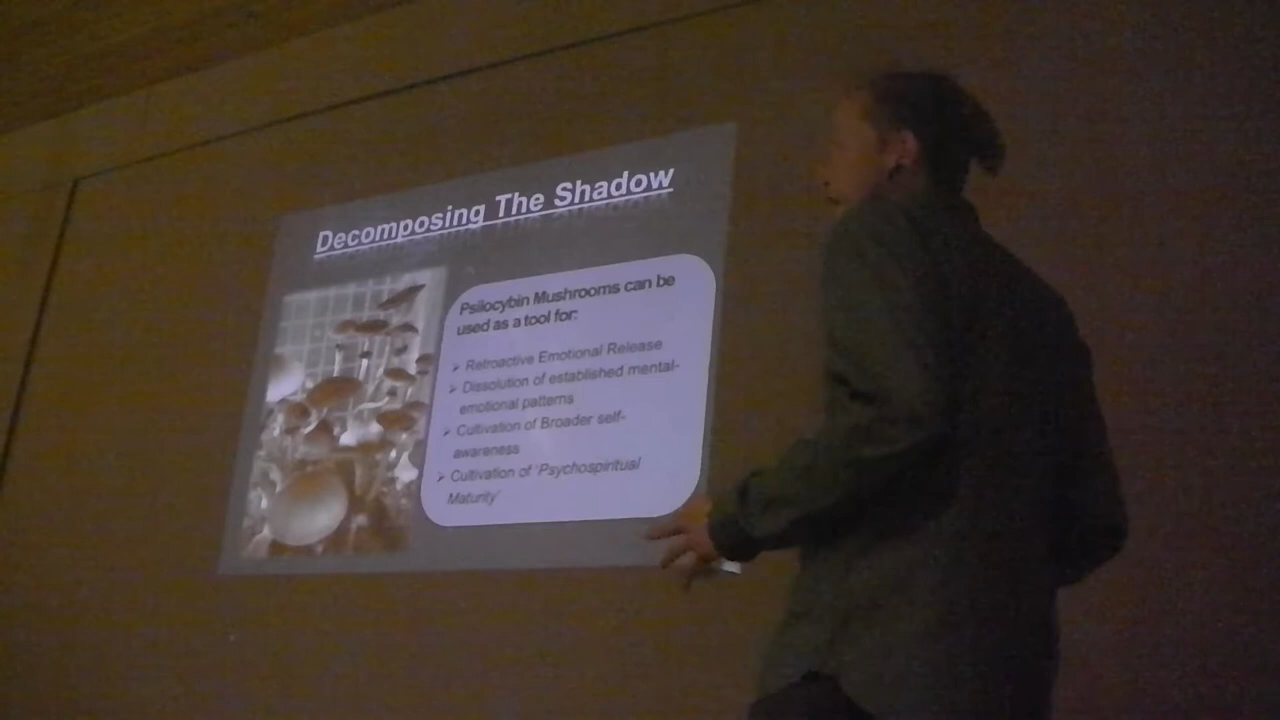 Decomposing The Shadow
Psilocybin Mushrooms can be
used as a tool for:
➢ Retroactive Emotional Release
➢ Dissolution of established mental-
emotional patterns
➢ Cultivation of Broader self-
awareness
➢ Cultivation of 'Psychospiritual
Maturity'